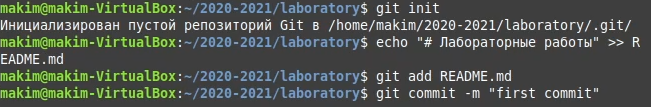 makim@makim-VirtualBox:~/2020-2021/laboratory$ git init
Инициализирован пустой репозиторий Git в /home/makim/2020-2021/laboratory/.git/
makim@makim-VirtualBox:~/2020-2021/laboratory$ echo "# Лабораторные работы" >> R
EADME.md
makim@makim-VirtualBox:~/2020-2021/laboratory$ git add README.md
makim@makim-VirtualBox:~/2020-2021/laboratory$ git commit -m "first commit"